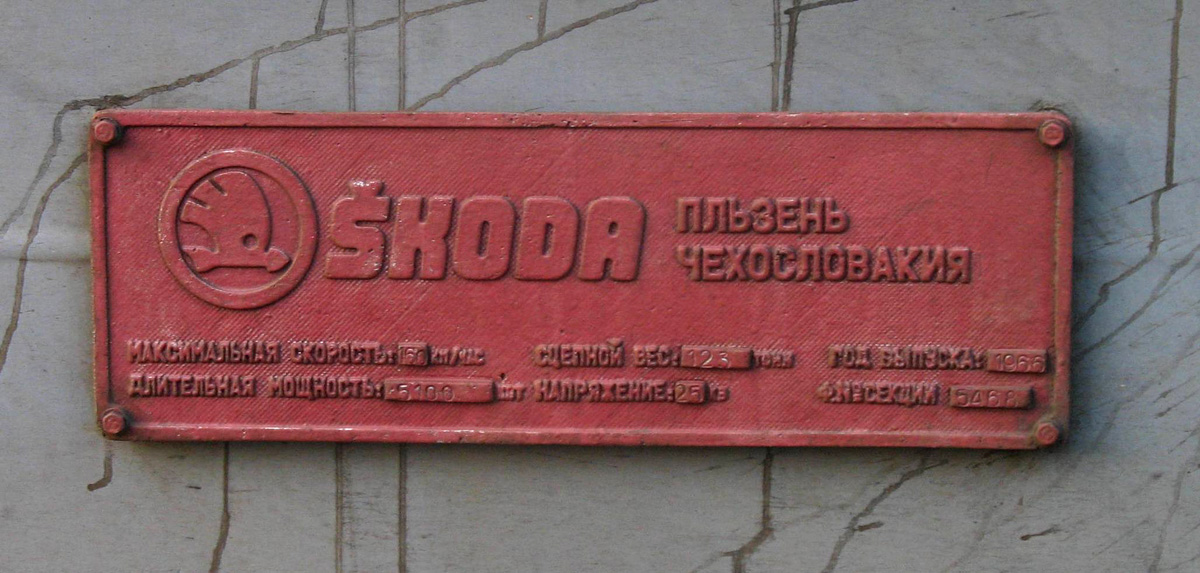 ŠKODA
ПЛЬЗЕНЬ
ЧЕХОСЛОВАКИЯ
МАКСИМАЛЬНАЯ СКОРОСТЬ: 160 КМ/ЧАС СЦЕПНОЙ ВЕС: 123 ТОНН ГОД ВЫПУСКА: 1966
ДЛИТЕЛЬНАЯ МОЩНОСТЬ: 5100 КВТ НАПРЯЖЕНИЕ: 25 КВ Ф.№ СЕКЦИИ 5468